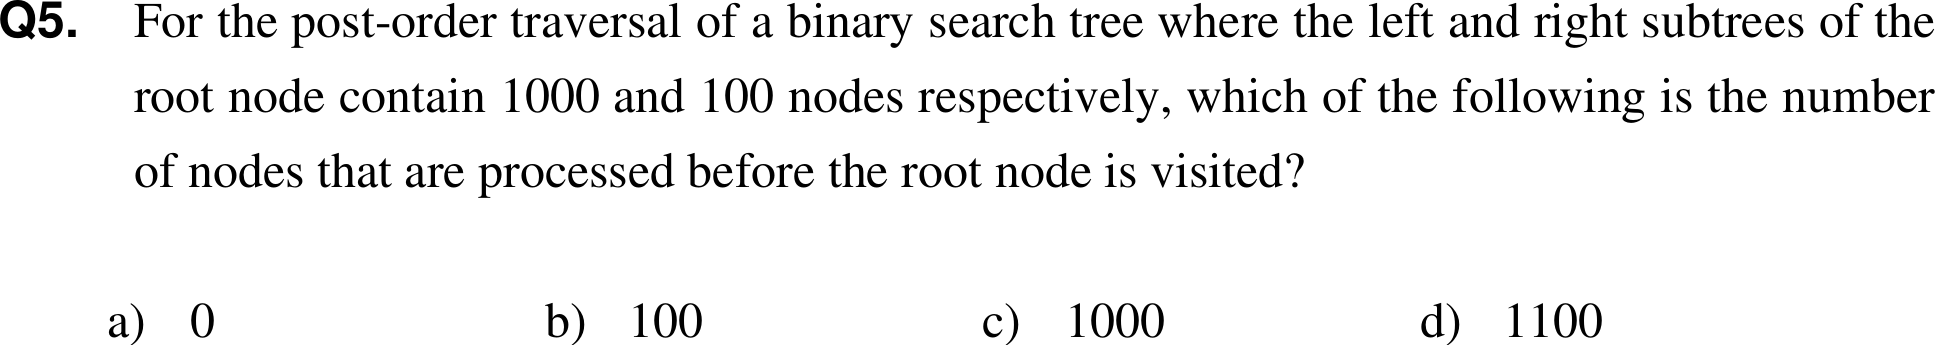 Q5. For the post-order traversal of a binary search tree where the left and right subtrees of the
root node contain 1000 and 100 nodes respectively, which of the following is the number
of nodes that are processed before the root node is visited?
a) 0 b) 100 c) 1000 d) 1100